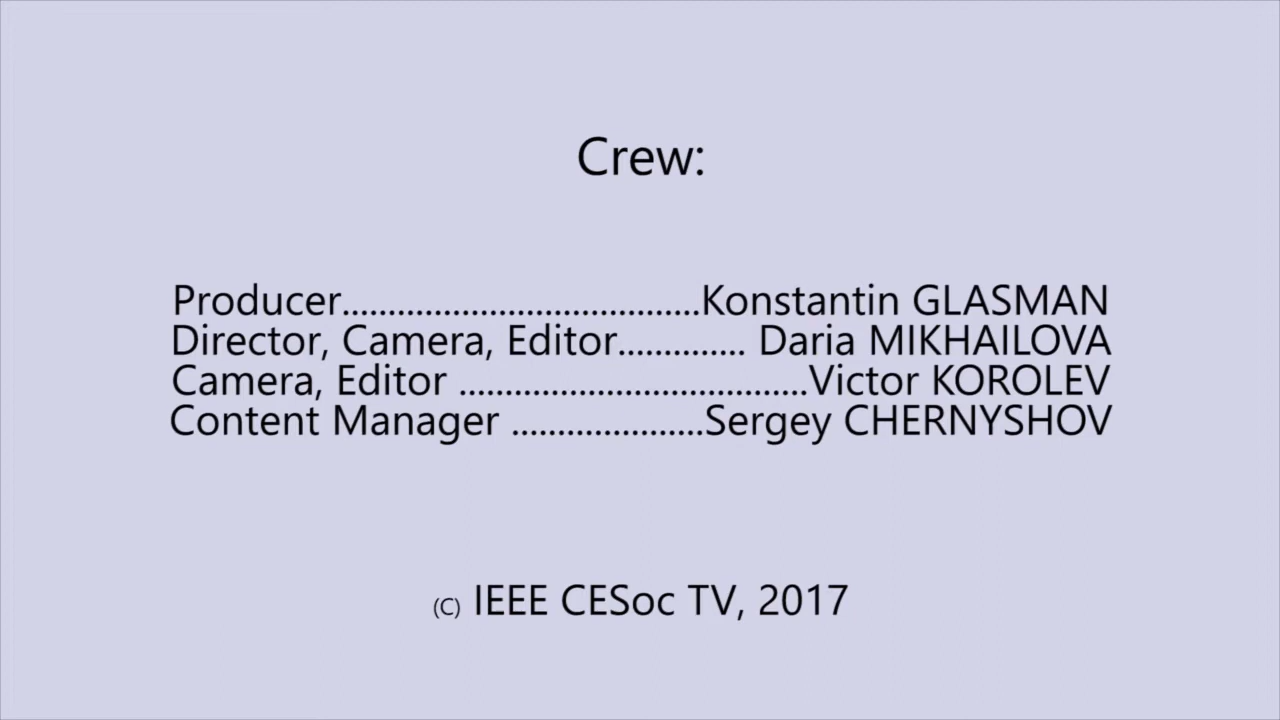 Crew:
Producer......................................Konstantin GLASMAN
Director, Camera, Editor.............. Daria MIKHAILOVA
Camera, Editor .....................................Victor KOROLEV
Content Manager .....................Sergey CHERNYSHOV
(C) IEEE CESoc TV, 2017